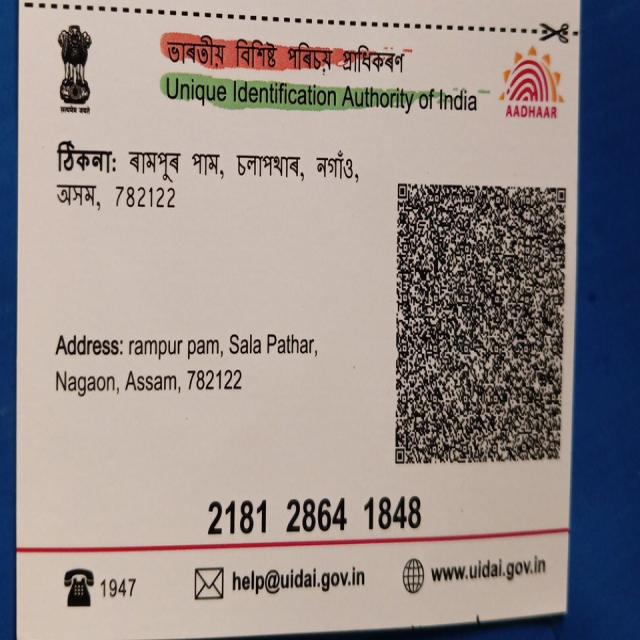 ভাৰতীয় বিশিষ্ট পৰিচয় প্ৰাধিকৰণ
Unique Identification Authority of India
सत्यमेव जयते
AADHAAR
ঠিকনা: ৰামপুৰ পাম, চলাপথাৰ, নগাঁও,
অসম, 782122
Address: rampur pam, Sala Pathar,
Nagaon, Assam, 782122
2181 2864 1848
1947
help@uidai.gov.in
www.uidai.gov.in